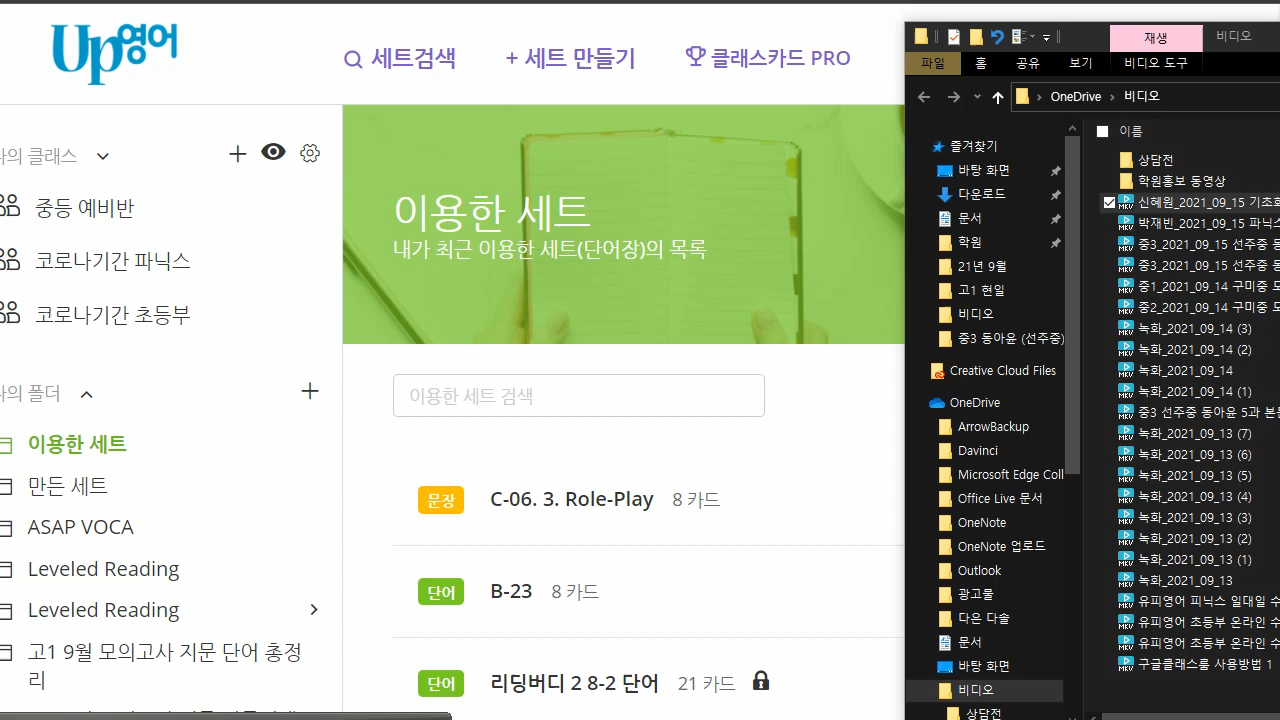 Up영어
세트검색
+ 세트 만들기
클래스카드 PRO
나의 클래스
중등 예비반
코로나기간 파닉스
코로나기간 초등부
나의 폴더
이용한 세트
만든 세트
ASAP VOCA
Leveled Reading
Leveled Reading
고1 9월 모의고사 지문 단어 총정
리
이용한 세트
내가 최근 이용한 세트(단어장)의 목록
이용한 세트 검색
문장 C-06. 3. Role-Play 8 카드
단어 B-23 8 카드
단어 리딩버디 2 8-2 단어 21 카드
재생
비디오
파일 홈 공유 보기 비디오 도구
OneDrive › 비디오
즐겨찾기
바탕 화면
다운로드
문서
학원
21년 9월
고1 현일
비디오
중3 동아윤 (선주중)
Creative Cloud Files
OneDrive
ArrowBackup
Davinci
Microsoft Edge Coll
Office Live 문서
OneNote
OneNote 업로드
Outlook
광고물
다은 다솔
문서
바탕 화면
비디오
상담전
이름
상담전
학원홍보 동영상
신혜원_2021_09_15 기초회
박재빈_2021_09_15 파닉스
중3_2021_09_15 선주중 동
중3_2021_09_15 선주중 동
중1_2021_09_14 구미중 모
중2_2021_09_14 구미중 모
녹화_2021_09_14 (3)
녹화_2021_09_14 (2)
녹화_2021_09_14
녹화_2021_09_14 (1)
중3 선주중 동아윤 5과 본문
녹화_2021_09_13 (7)
녹화_2021_09_13 (6)
녹화_2021_09_13 (5)
녹화_2021_09_13 (4)
녹화_2021_09_13 (3)
녹화_2021_09_13 (2)
녹화_2021_09_13 (1)
녹화_2021_09_13
유피영어 피닉스 일대일 수
유피영어 초등부 온라인 수
유피영어 초등부 온라인 수
구글클래스룸 사용방법 1